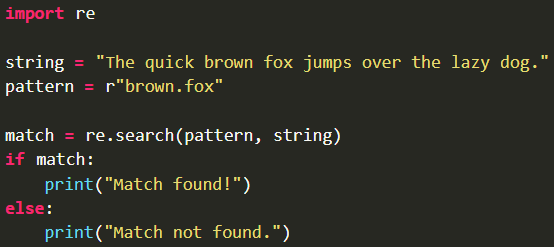 import re

string = "The quick brown fox jumps over the lazy dog."
pattern = r"brown.fox"

match = re.search(pattern, string)
if match:
    print("Match found!")
else:
    print("Match not found.")